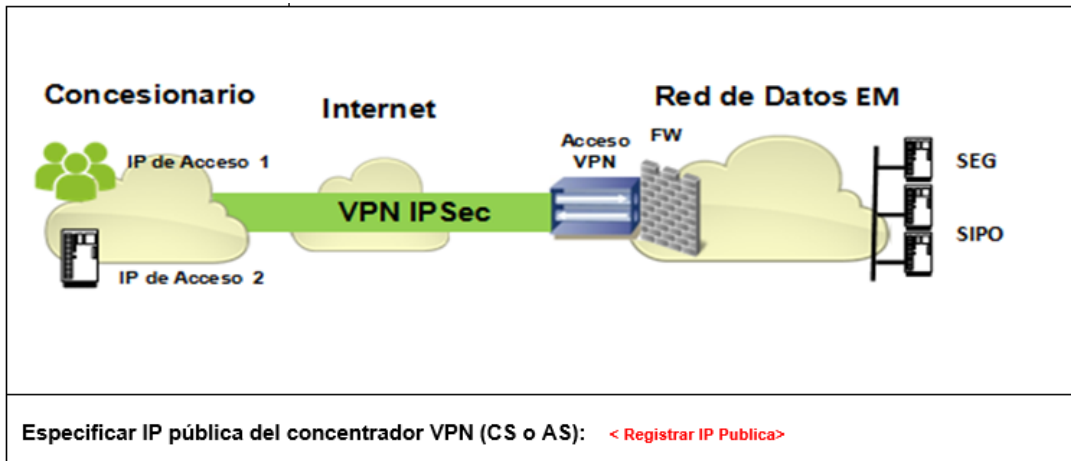 Concesionario
Internet
Red de Datos EM
IP de Acceso 1
Acceso
VPN
FW
SEG
VPN IPSec
SIPO
IP de Acceso 2
Especificar IP pública del concentrador VPN (CS o AS): < Registrar IP Publica>